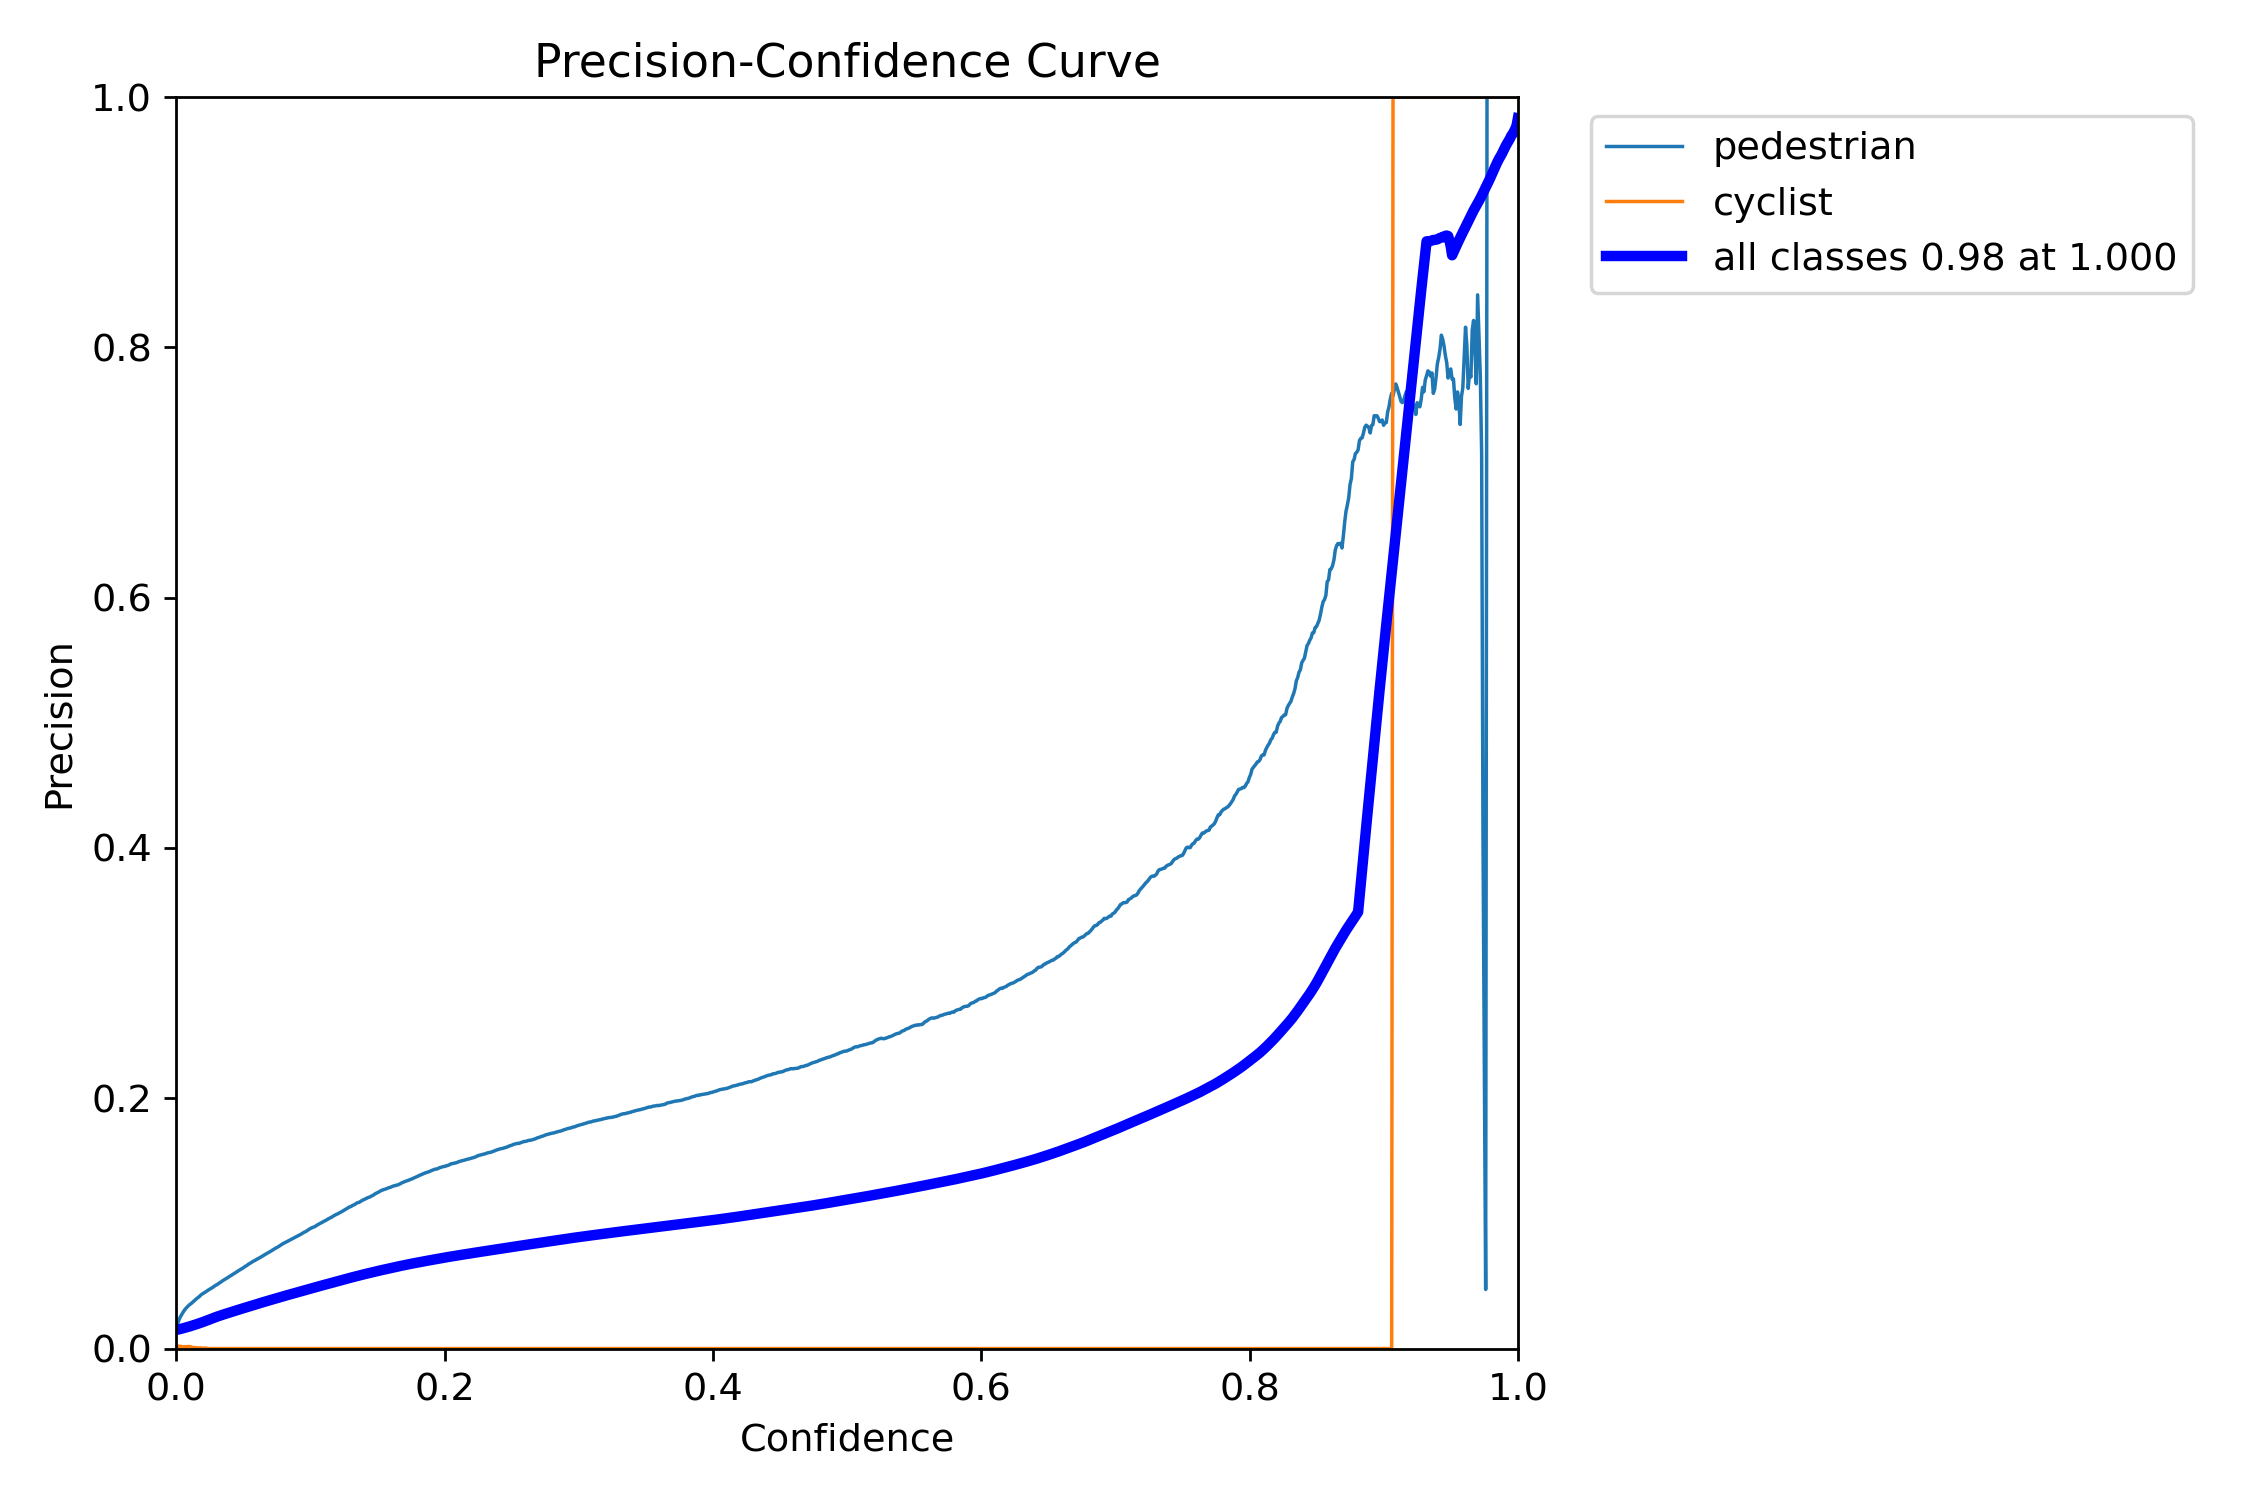 Precision-Confidence Curve
1.0
0.8
0.6
0.4
0.2
0.0
Precision
0.0 0.2 0.4 0.6 0.8 1.0
Confidence
pedestrian
cyclist
all classes 0.98 at 1.000